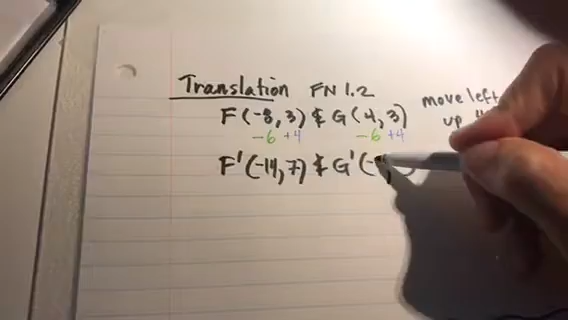 Translation FN 1.2
F(-8, 3) & G(4, 3) move left
-6 +4 -6 +4 up
F'(-14, 7) & G'(-